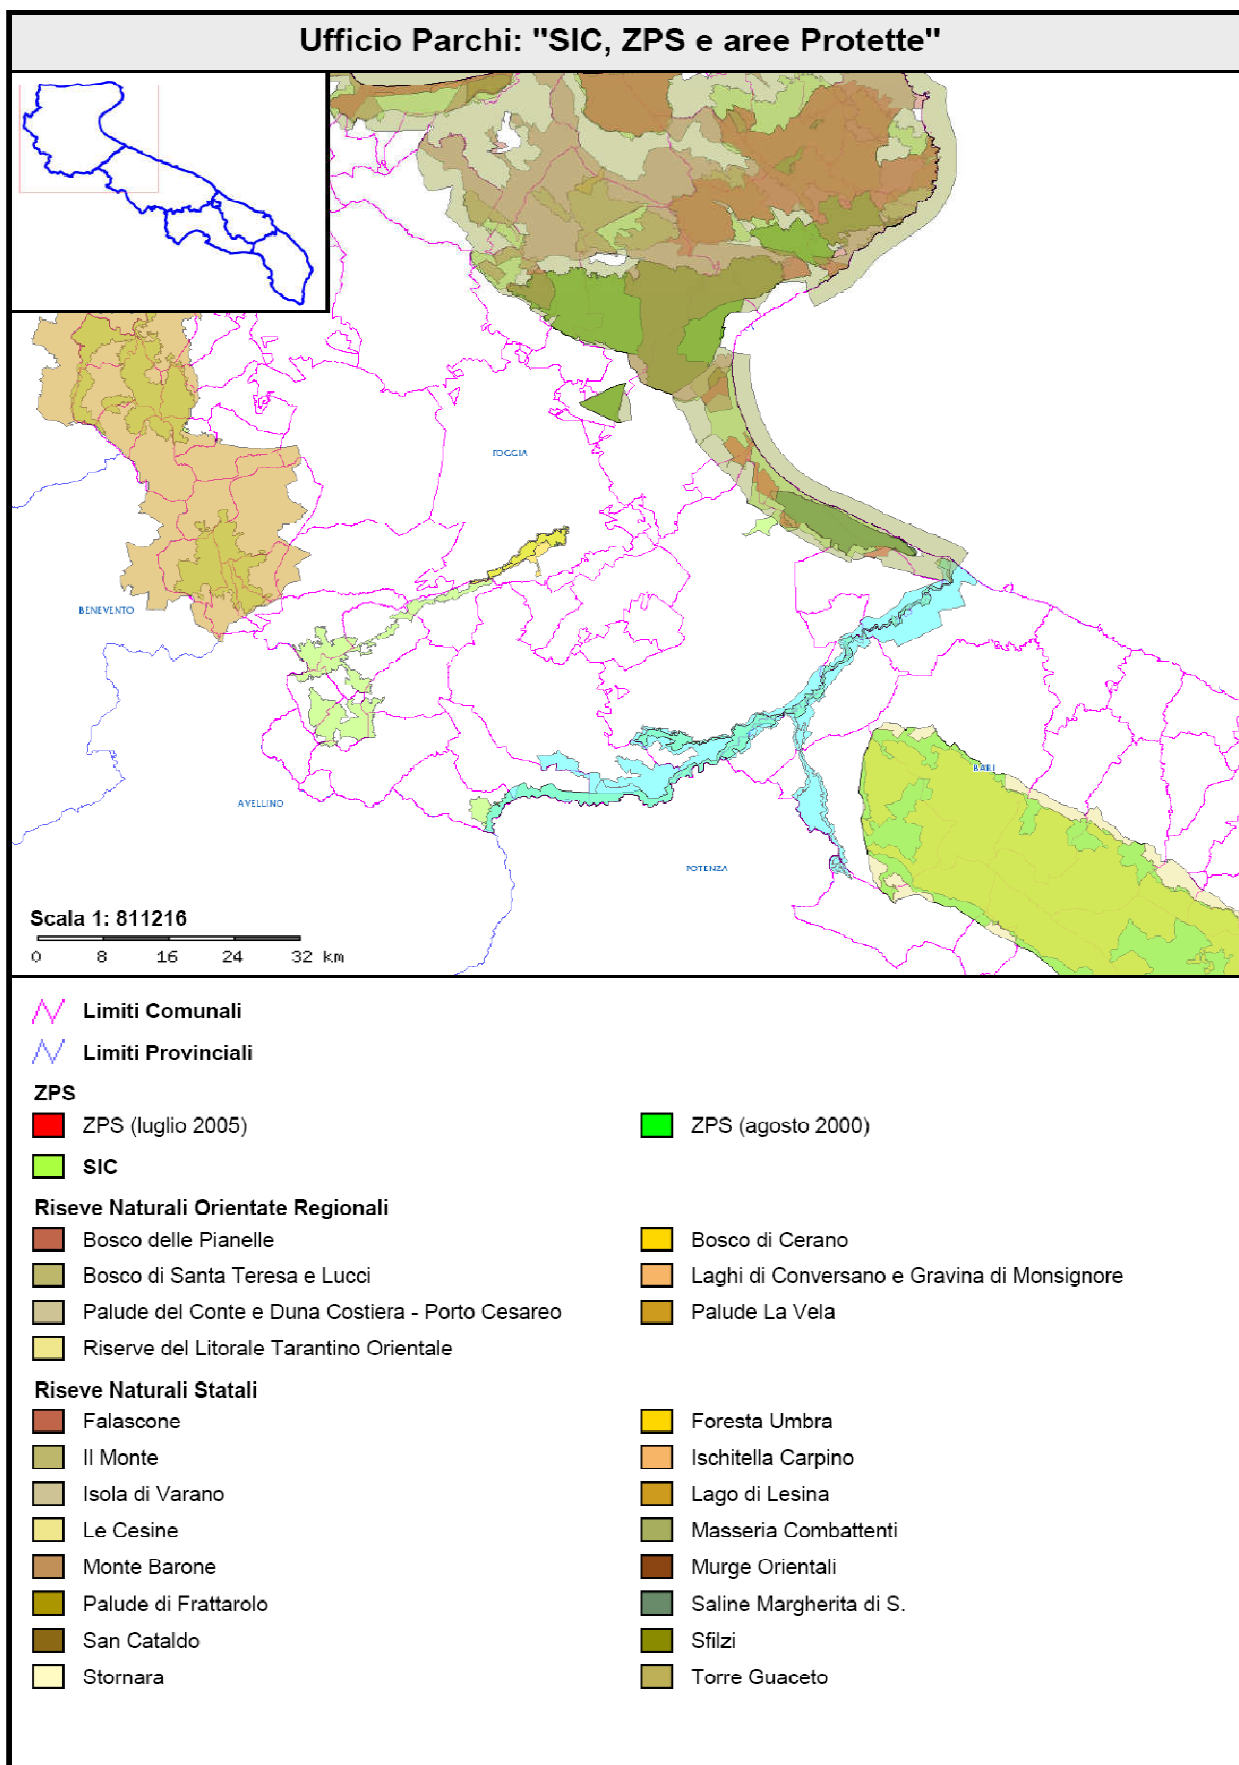 Ufficio Parchi: "SIC, ZPS e aree Protette"
FOGGIA
BENEVENTO
BARI
AVELLINO
POTENZA
Scala 1: 811216
0 8 16 24 32 km
Limiti Comunali
Limiti Provinciali
ZPS
ZPS (luglio 2005)
ZPS (agosto 2000)
SIC
Riseve Naturali Orientate Regionali
Bosco delle Pianelle
Bosco di Cerano
Bosco di Santa Teresa e Lucci
Laghi di Conversano e Gravina di Monsignore
Palude del Conte e Duna Costiera - Porto Cesareo
Palude La Vela
Riserve del Litorale Tarantino Orientale
Riseve Naturali Statali
Falascone
Foresta Umbra
Il Monte
Ischitella Carpino
Isola di Varano
Lago di Lesina
Le Cesine
Masseria Combattenti
Monte Barone
Murge Orientali
Palude di Frattarolo
Saline Margherita di S.
San Cataldo
Sfilzi
Stornara
Torre Guaceto